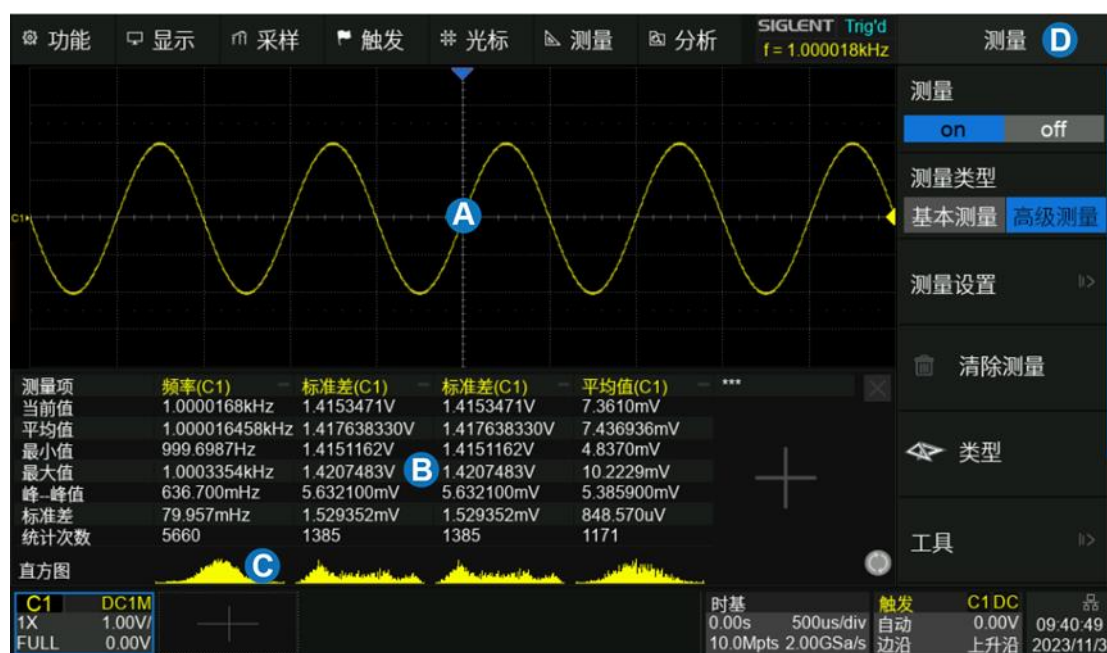 功能 显示 采样 触发 光标 测量 分析 SIGLENT Trig'd 测量 D
f = 1.000018kHz
测量
on off
测量类型
基本测量 高级测量
测量设置
清除测量
类型
工具
C1
A
测量项 频率(C1) 标准差(C1) 标准差(C1) 平均值(C1) ***
当前值 1.0000168kHz 1.4153471V 1.4153471V 7.3610mV
平均值 1.0000016458kHz 1.417638330V 1.417638330V 7.436936mV
最小值 999.6987Hz 1.4151162V 1.4151162V 4.8370mV
最大值 1.0003354kHz 1.4207483V B 1.4207483V 10.2229mV
峰--峰值 636.700mHz 5.632100mV 5.632100mV 5.385900mV
标准差 79.957mHz 1.529352mV 1.529352mV 848.570uV
统计次数 5660 1385 1385 1171
直方图 C
C1 DC1M
1X 1.00V/
FULL 0.00V
时基
0.00s 500us/div
10.0Mpts 2.00GSa/s
触发 C1 DC
自动 0.00V
边沿 上升沿
09:40:49
2023/11/3